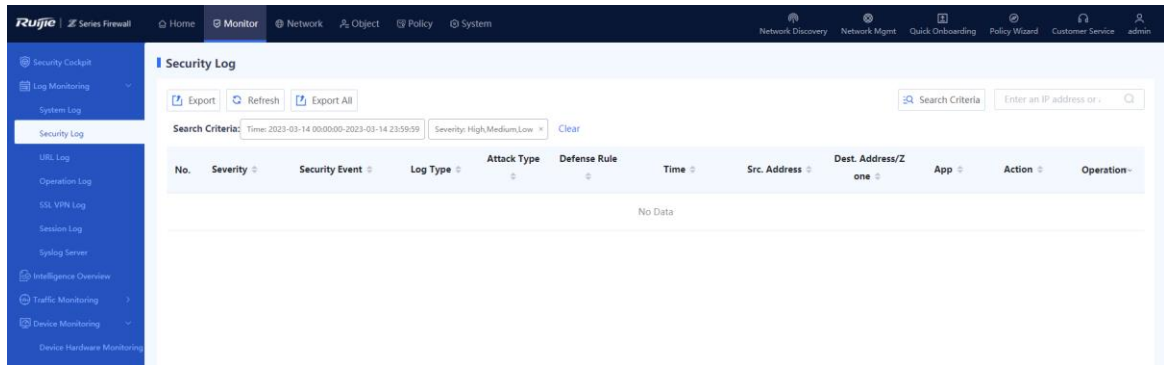 Ruijie | Z Series Firewall
Home
Monitor
Network
Object
Policy
System
Network Discovery
Network Mgmt
Quick Onboarding
Policy Wizard
Customer Service
admin
Security Cockpit
Log Monitoring
System Log
Security Log
URL Log
Operation Log
SSL VPN Log
Session Log
Syslog Server
Intelligence Overview
Traffic Monitoring
Device Monitoring
Device Hardware Monitoring
Security Log
Export
Refresh
Export All
Search Criteria
Enter an IP address or
Search Criteria: Time: 2023-03-14 00:00:00-2023-03-14 23:59:59 Severity: High,Medium,Low × Clear
No.
Severity
Security Event
Log Type
Attack Type
Defense Rule
Time
Src. Address
Dest. Address/Z
one
App
Action
Operation
No Data